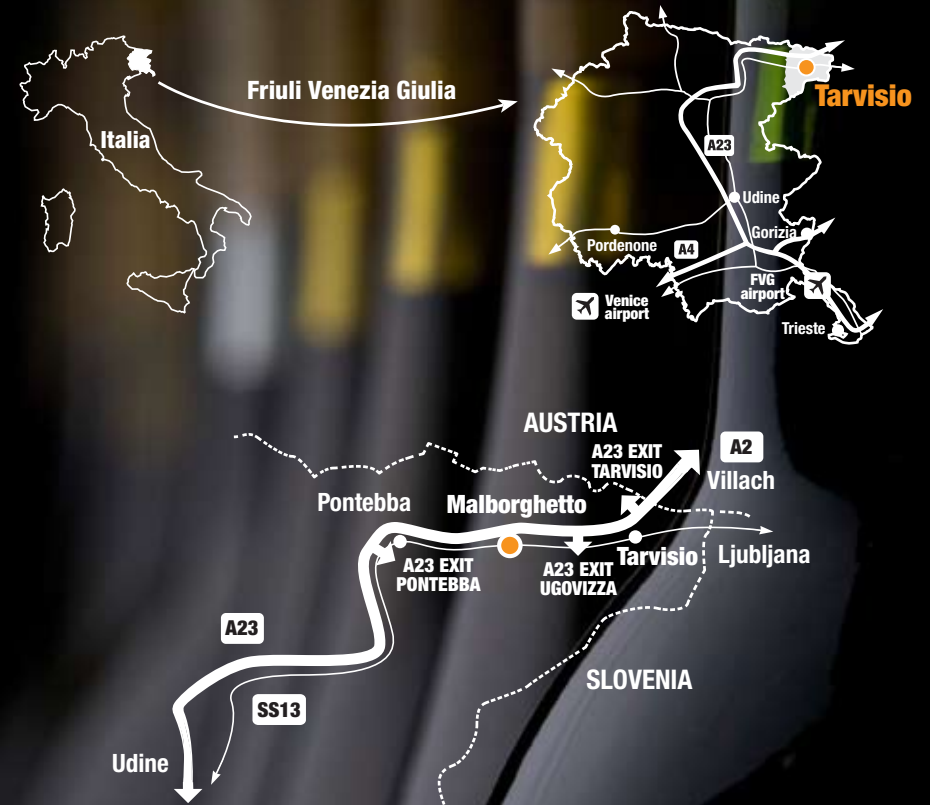 Friuli Venezia Giulia
Italia
Tarvisio
A23
Udine
Gorizia
Pordenone
A4
FVG
airport
Venice
airport
Trieste
AUSTRIA
A23 EXIT
TARVISIO
A2
Villach
Pontebba
Malborghetto
Tarvisio
Ljubljana
A23 EXIT
PONTEBBA
A23 EXIT
UGOVIZZA
A23
SLOVENIA
SS13
Udine